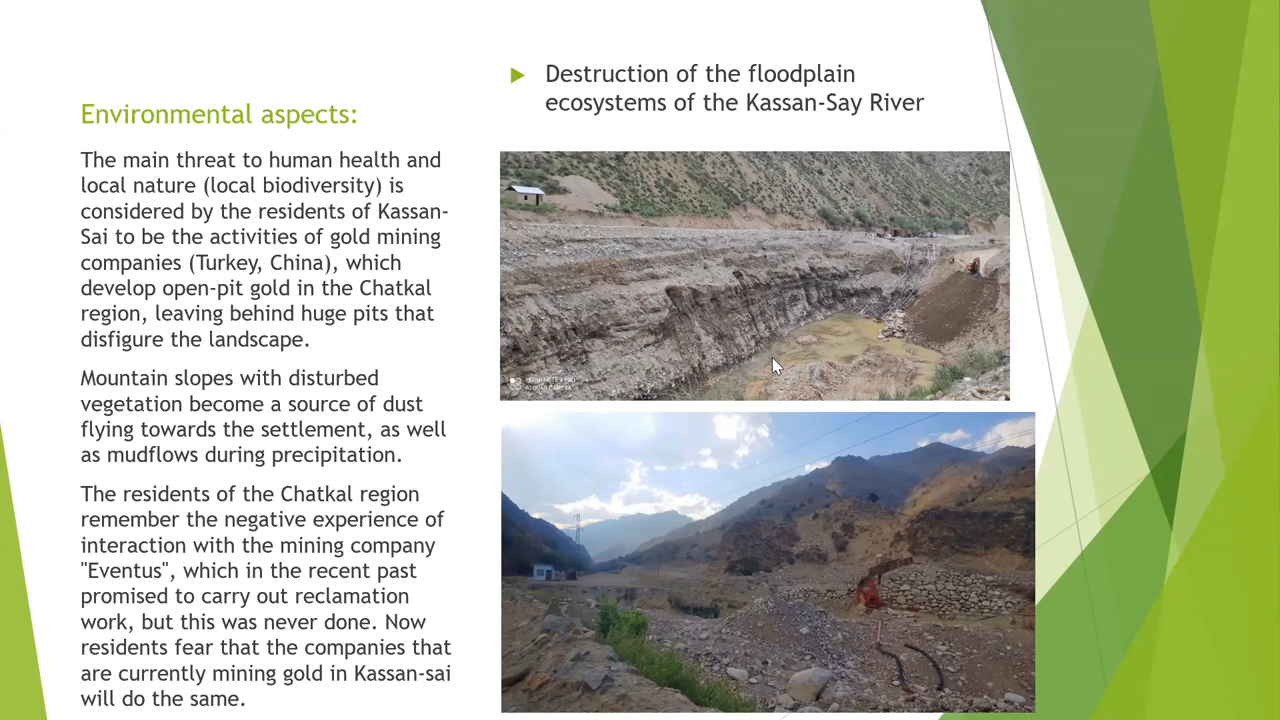 Environmental aspects:
The main threat to human health and
local nature (local biodiversity) is
considered by the residents of Kassan-
Sai to be the activities of gold mining
companies (Turkey, China), which
develop open-pit gold in the Chatkal
region, leaving behind huge pits that
disfigure the landscape.
Mountain slopes with disturbed
vegetation become a source of dust
flying towards the settlement, as well
as mudflows during precipitation.
The residents of the Chatkal region
remember the negative experience of
interaction with the mining company
"Eventus", which in the recent past
promised to carry out reclamation
work, but this was never done. Now
residents fear that the companies that
are currently mining gold in Kassan-sai
will do the same.
Destruction of the floodplain
ecosystems of the Kassan-Say River